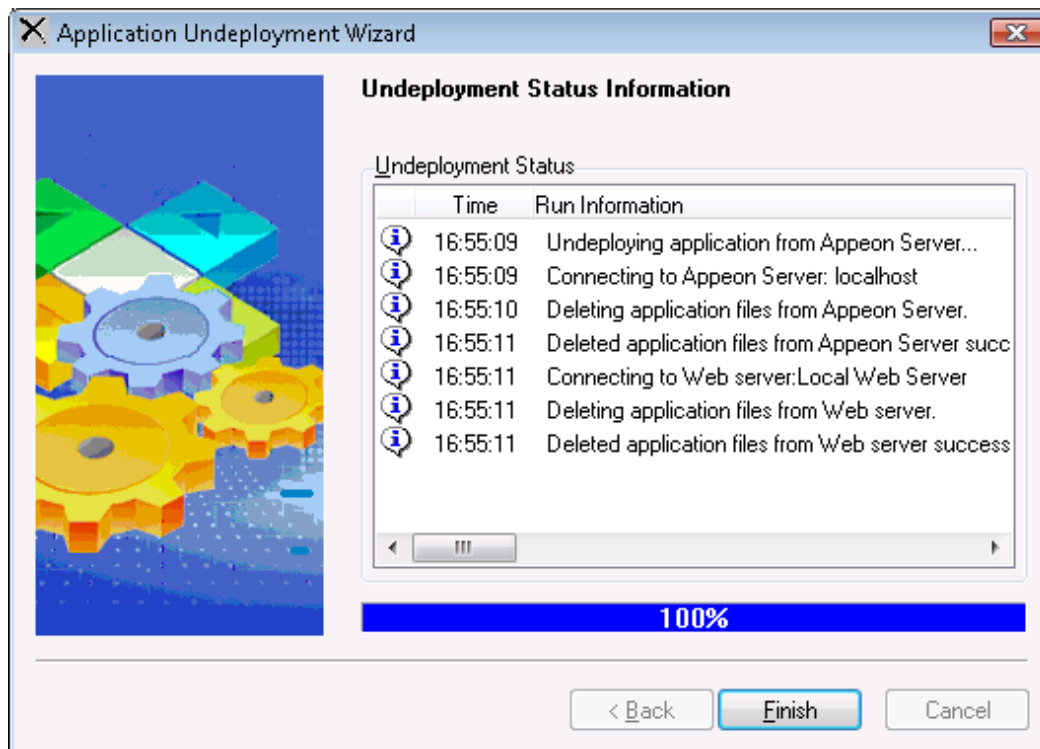 Application Undeployment Wizard
Undeployment Status Information
Undeployment Status
Time Run Information
16:55:09 Undeploying application from Appeon Server...
16:55:09 Connecting to Appeon Server: localhost
16:55:10 Deleting application files from Appeon Server.
16:55:11 Deleted application files from Appeon Server succ
16:55:11 Connecting to Web server:Local Web Server
16:55:11 Deleting application files from Web server.
16:55:11 Deleted application files from Web server success
100%
< Back Finish Cancel